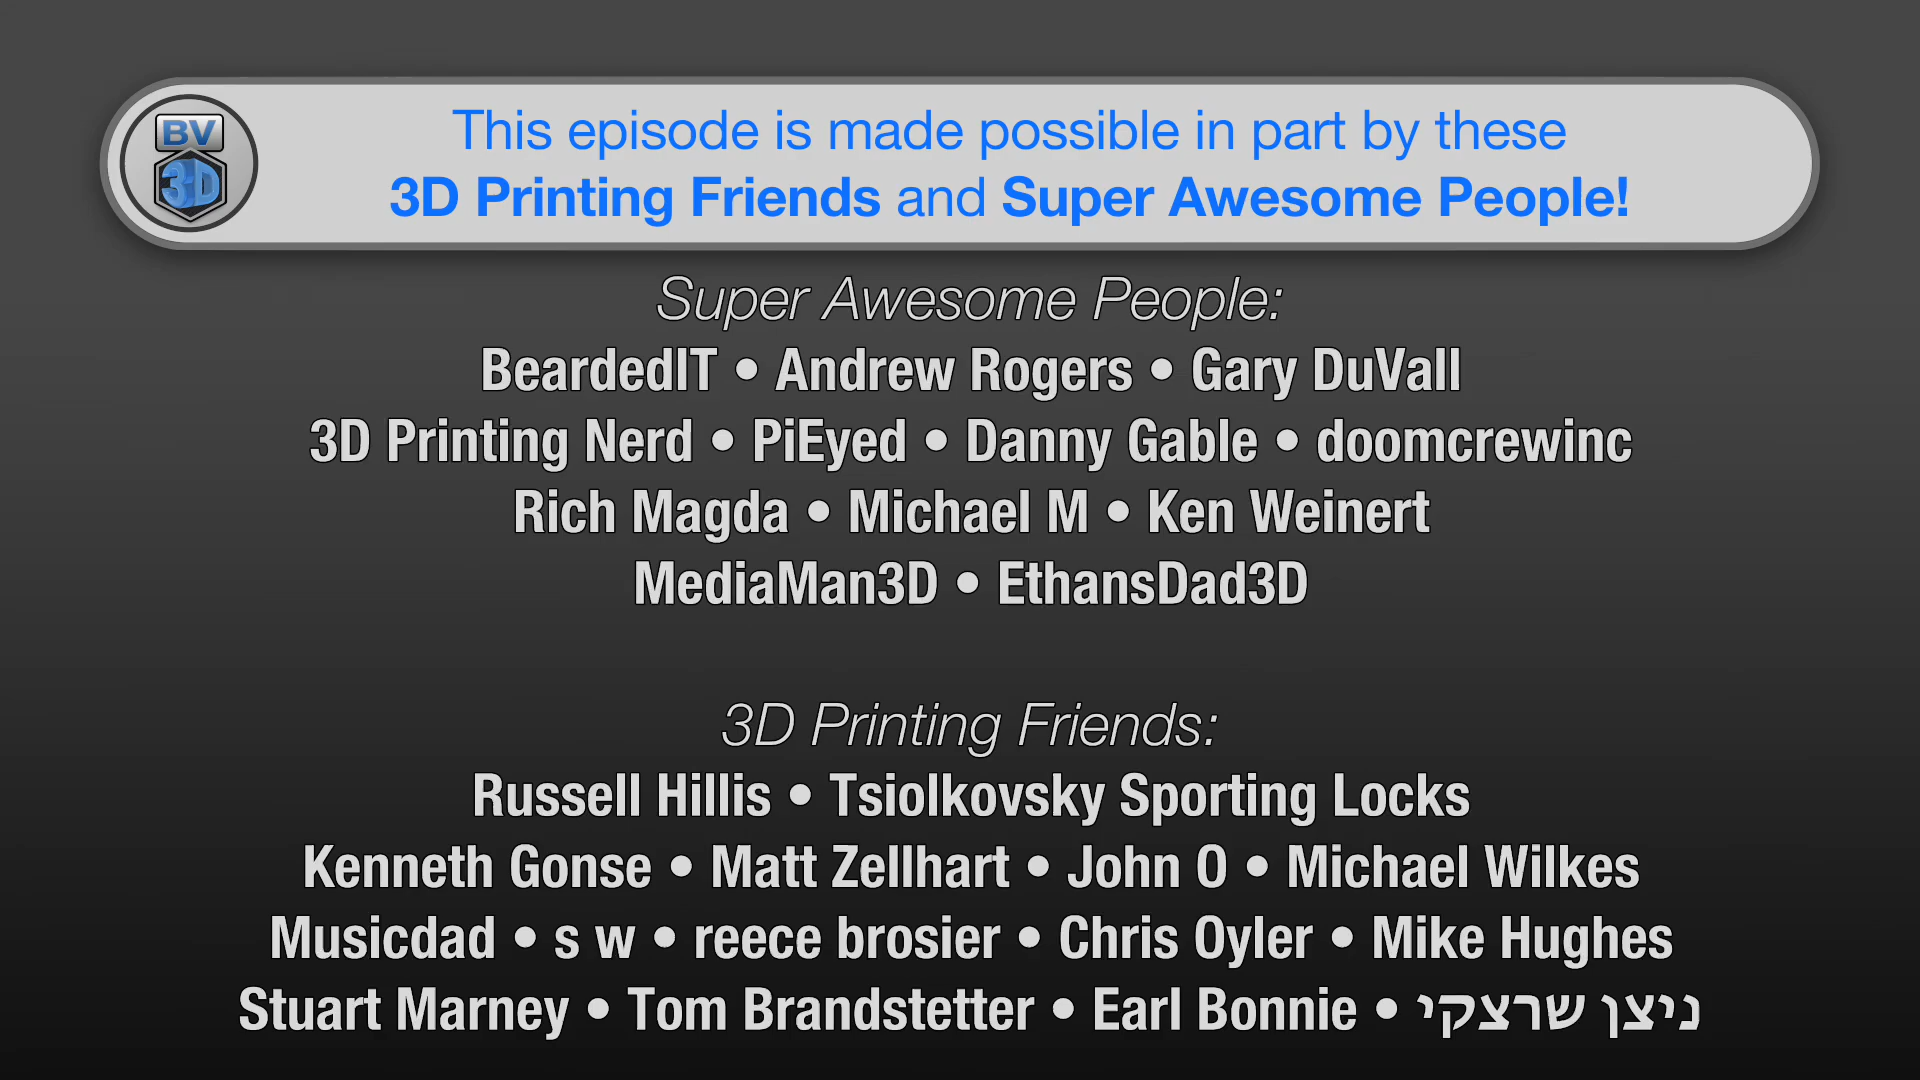 BV
3D
This episode is made possible in part by these
3D Printing Friends and Super Awesome People!
Super Awesome People:
BeardedIT • Andrew Rogers • Gary DuVall
3D Printing Nerd • PiEyed • Danny Gable • doomcrewinc
Rich Magda • Michael M • Ken Weinert
MediaMan3D • EthansDad3D
3D Printing Friends:
Russell Hillis • Tsiolkovsky Sporting Locks
Kenneth Gonse • Matt Zellhart • John O • Michael Wilkes
Musicdad • s w • reece brosier • Chris Oyler • Mike Hughes
Stuart Marney • Tom Brandstetter • Earl Bonnie • ניצן שרצקי